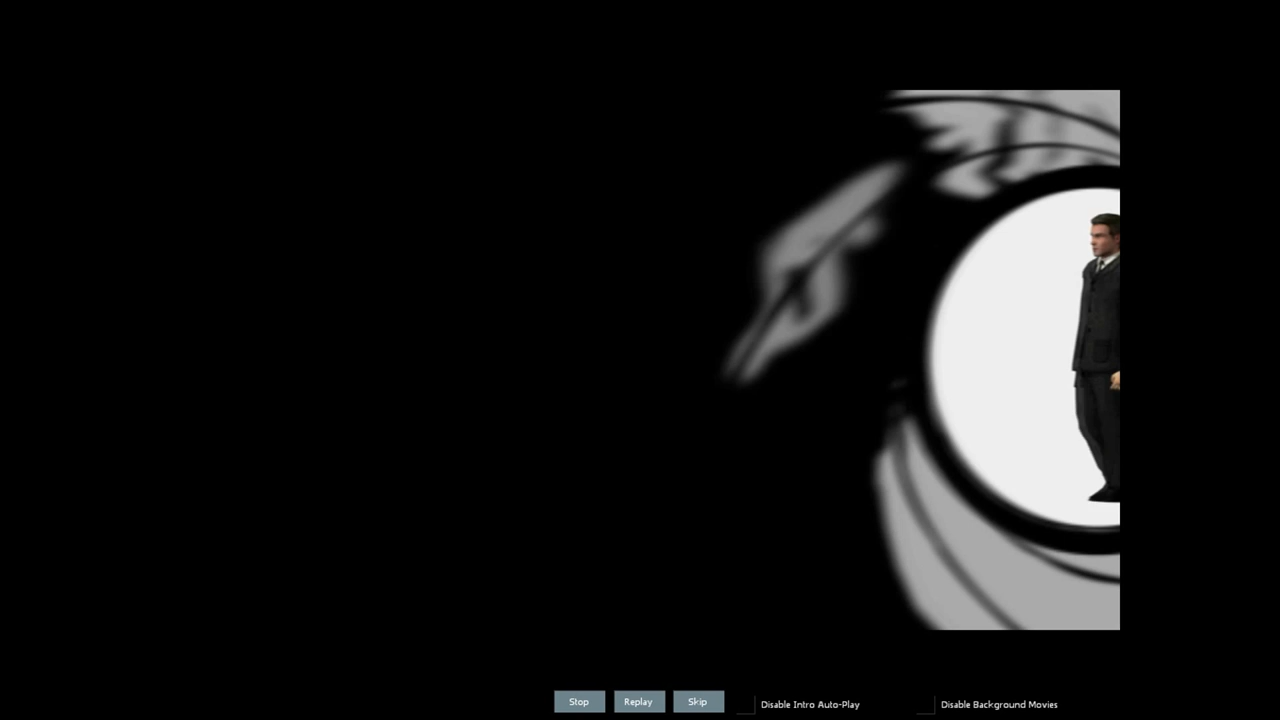 Stop
Replay
Skip
Disable Intro Auto-Play
Disable Background Movies